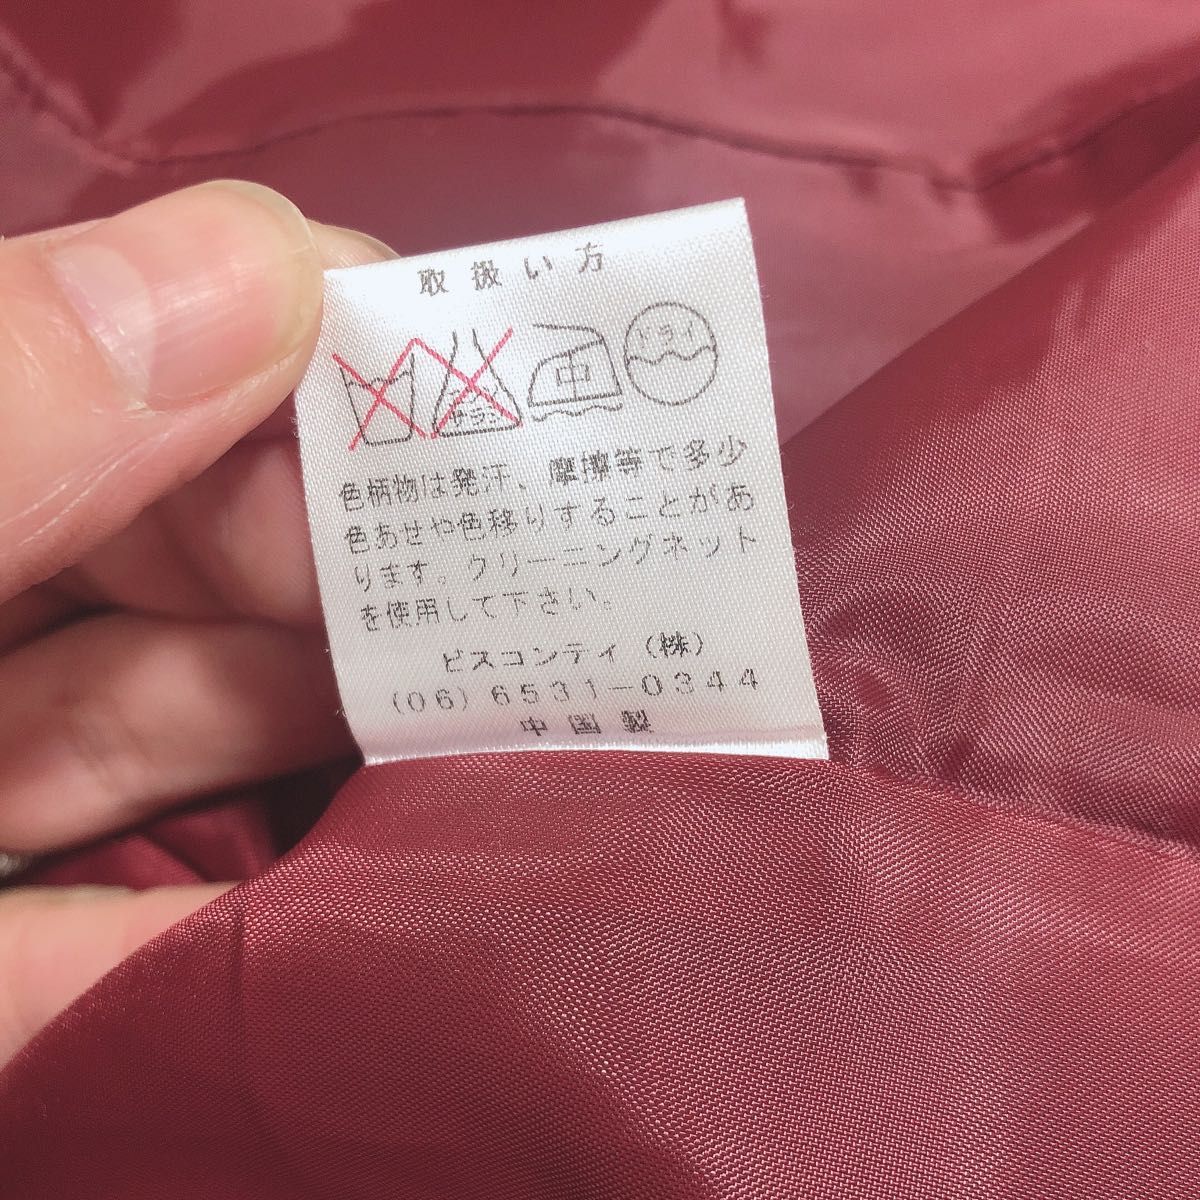 取扱い方
中 ドライ
色柄物は発汗、摩擦等で多少
色あせや色移りすることがあ
ります。クリーニングネット
を使用して下さい。
ビスコンティ(株)
(06)6531-0344
中国製